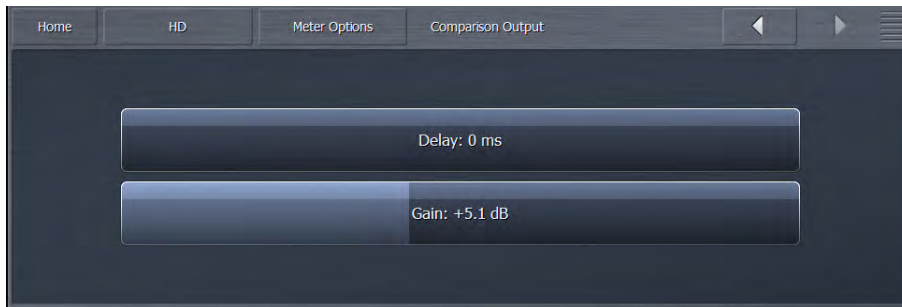 Home HD Meter Options Comparison Output
Delay: 0 ms
Gain: +5.1 dB